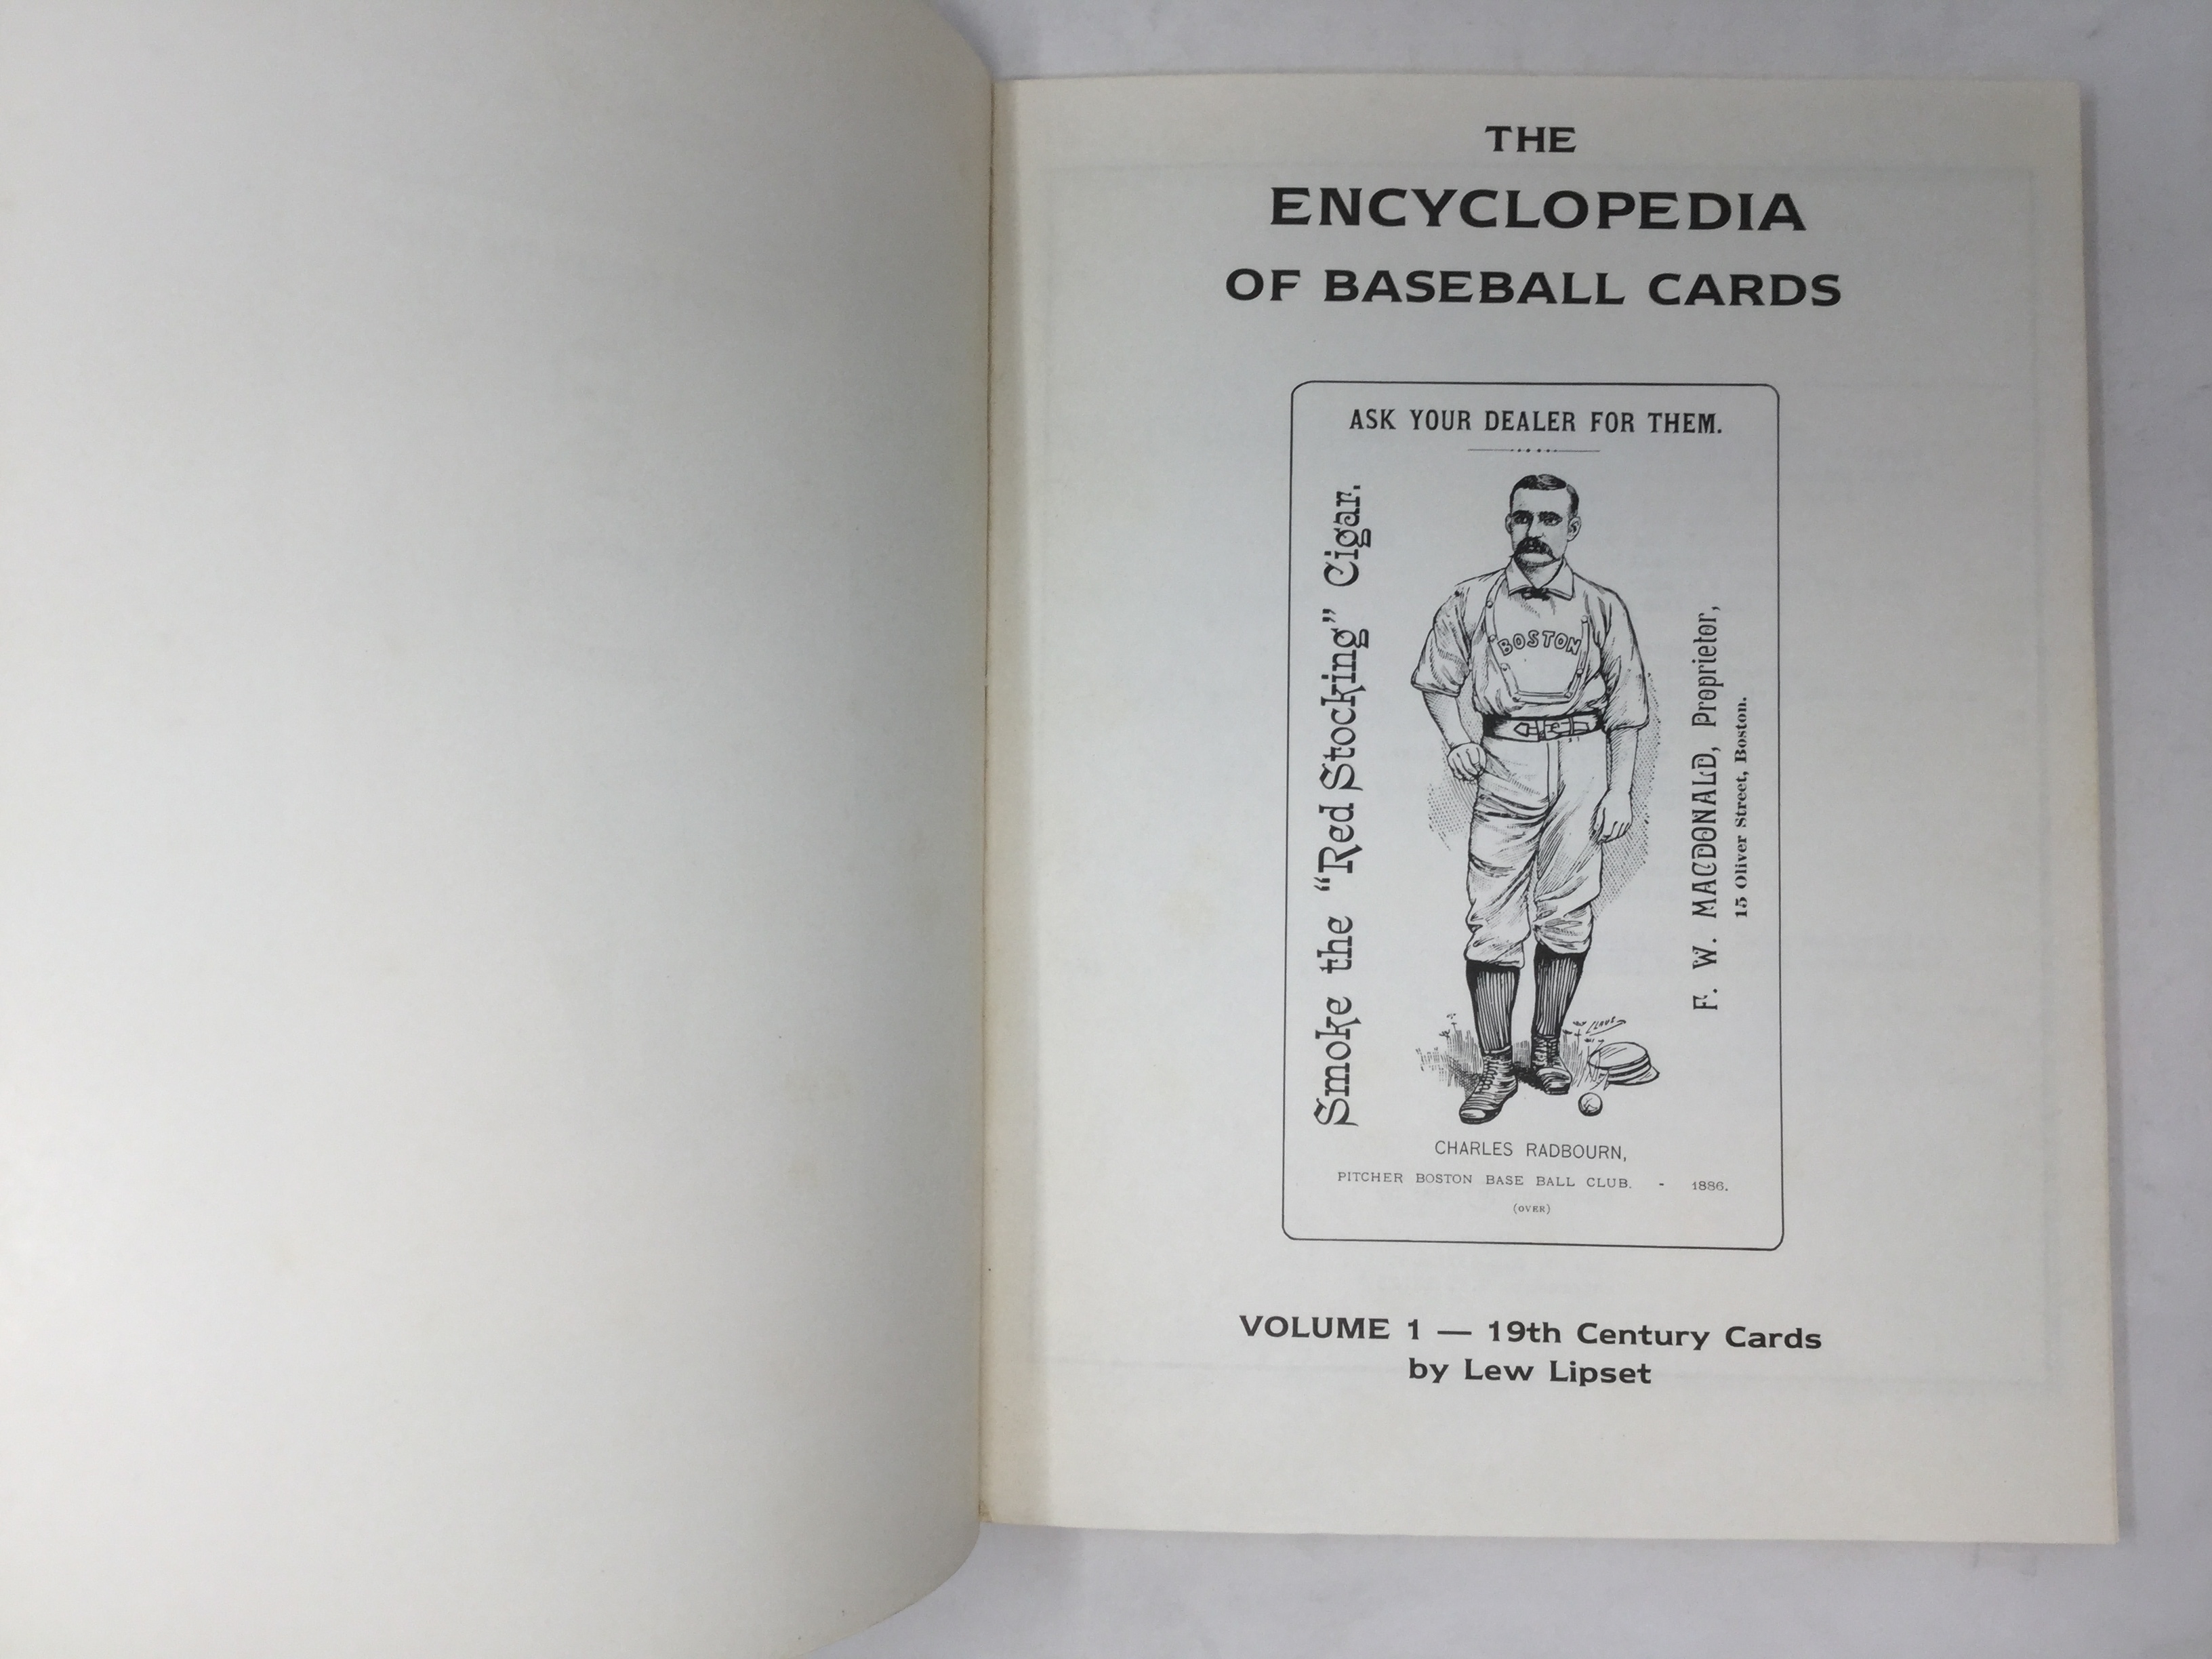 THE
ENCYCLOPEDIA
OF BASEBALL CARDS
ASK YOUR DEALER FOR THEM.
Smoke the “Red Stocking” Cigar.
BOSTON
F. W. MACDONALD, Proprietor,
15 Oliver Street, Boston.
CHARLES RADBOURN,
PITCHER BOSTON BASE BALL CLUB. - 1886.
(OVER)
VOLUME 1 — 19th Century Cards
by Lew Lipset